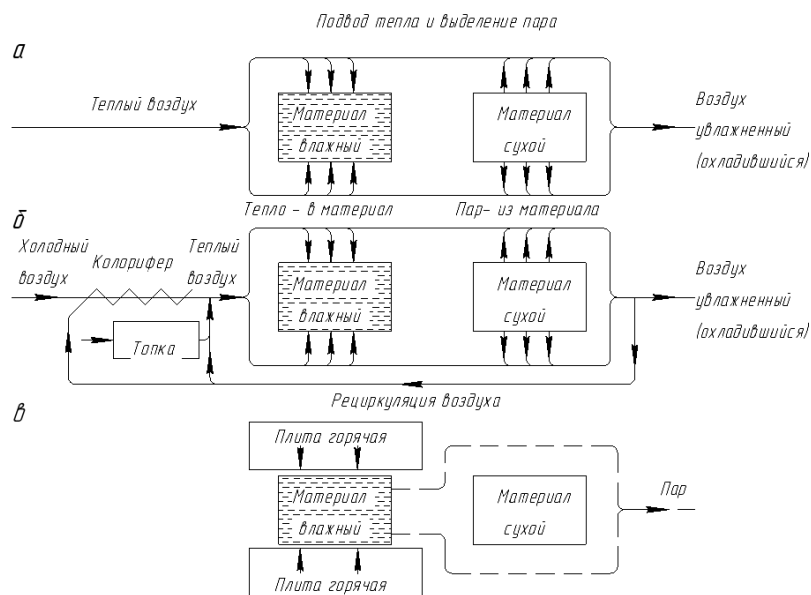 Подвод тепла и выделение пара
а
Теплый воздух
Материал
влажный
Материал
сухой
Воздух
увлажненный
(охладившийся)
Тепло - в материал
Пар- из материала
б
Холодный
воздух
Колорифер
Теплый
воздух
Топка
Материал
влажный
Материал
сухой
Воздух
увлажненный
(охладившийся)
Рециркуляция воздуха
в
Плита горячая
Материал
влажный
Материал
сухой
Пар
Плита горячая